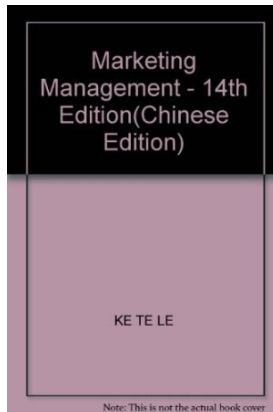 Marketing
Management - 14th
Edition(Chinese
Edition)
KE TE LE
Note: This is not the actual book cover